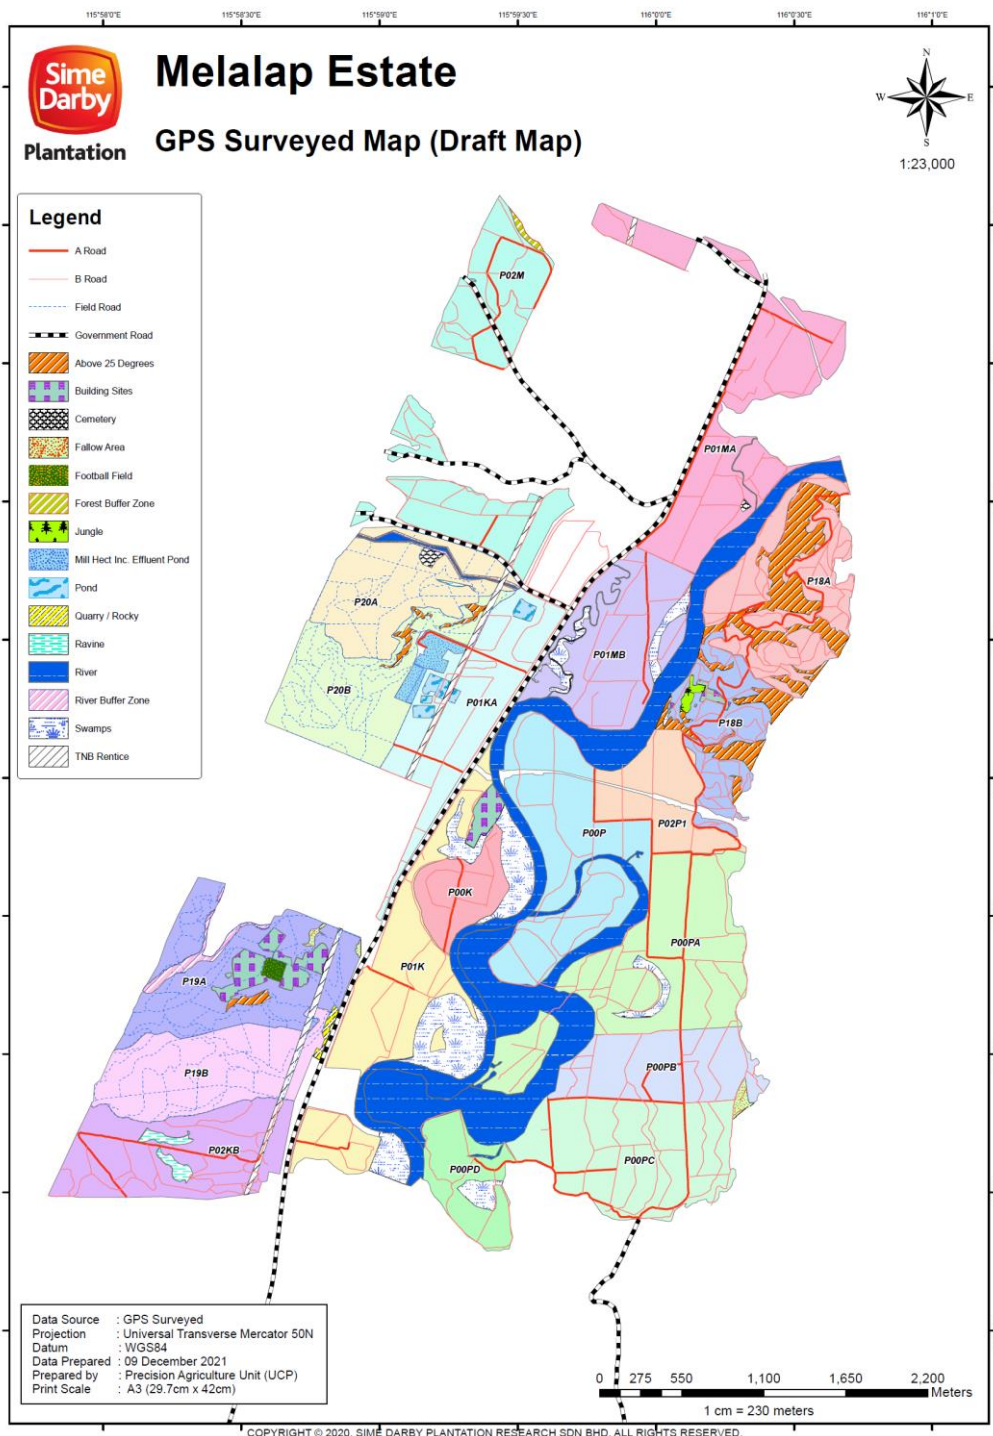 115°58'0"E 115°58'30"E 115°59'0"E 115°59'30"E 116°0'0"E 116°0'30"E 116°1'0"E
Sime
Darby
Plantation
Melalap Estate
GPS Surveyed Map (Draft Map)
N
W E
S
1:23,000
Legend
A Road
B Road
Field Road
Government Road
Above 25 Degrees
Building Sites
Cemetery
Fallow Area
Football Field
Forest Buffer Zone
Jungle
Mill Hect Inc. Effluent Pond
Pond
Quarry / Rocky
Ravine
River
River Buffer Zone
Swamps
TNB Rentice
P02M
P01MA
P18A
P20A
P01MB
P20B
P01KA
P18B
P00P
P02P1
P00K
P00PA
P01K
P19A
P00PB
P19B
P02KB
P00PC
P00PD
Data Source : GPS Surveyed
Projection : Universal Transverse Mercator 50N
Datum : WGS84
Data Prepared : 09 December 2021
Prepared by : Precision Agriculture Unit (UCP)
Print Scale : A3 (29.7cm x 42cm)
0 275 550 1,100 1,650 2,200
Meters
1 cm = 230 meters
COPYRIGHT © 2020. SIME DARBY PLANTATION RESEARCH SDN BHD. ALL RIGHTS RESERVED.